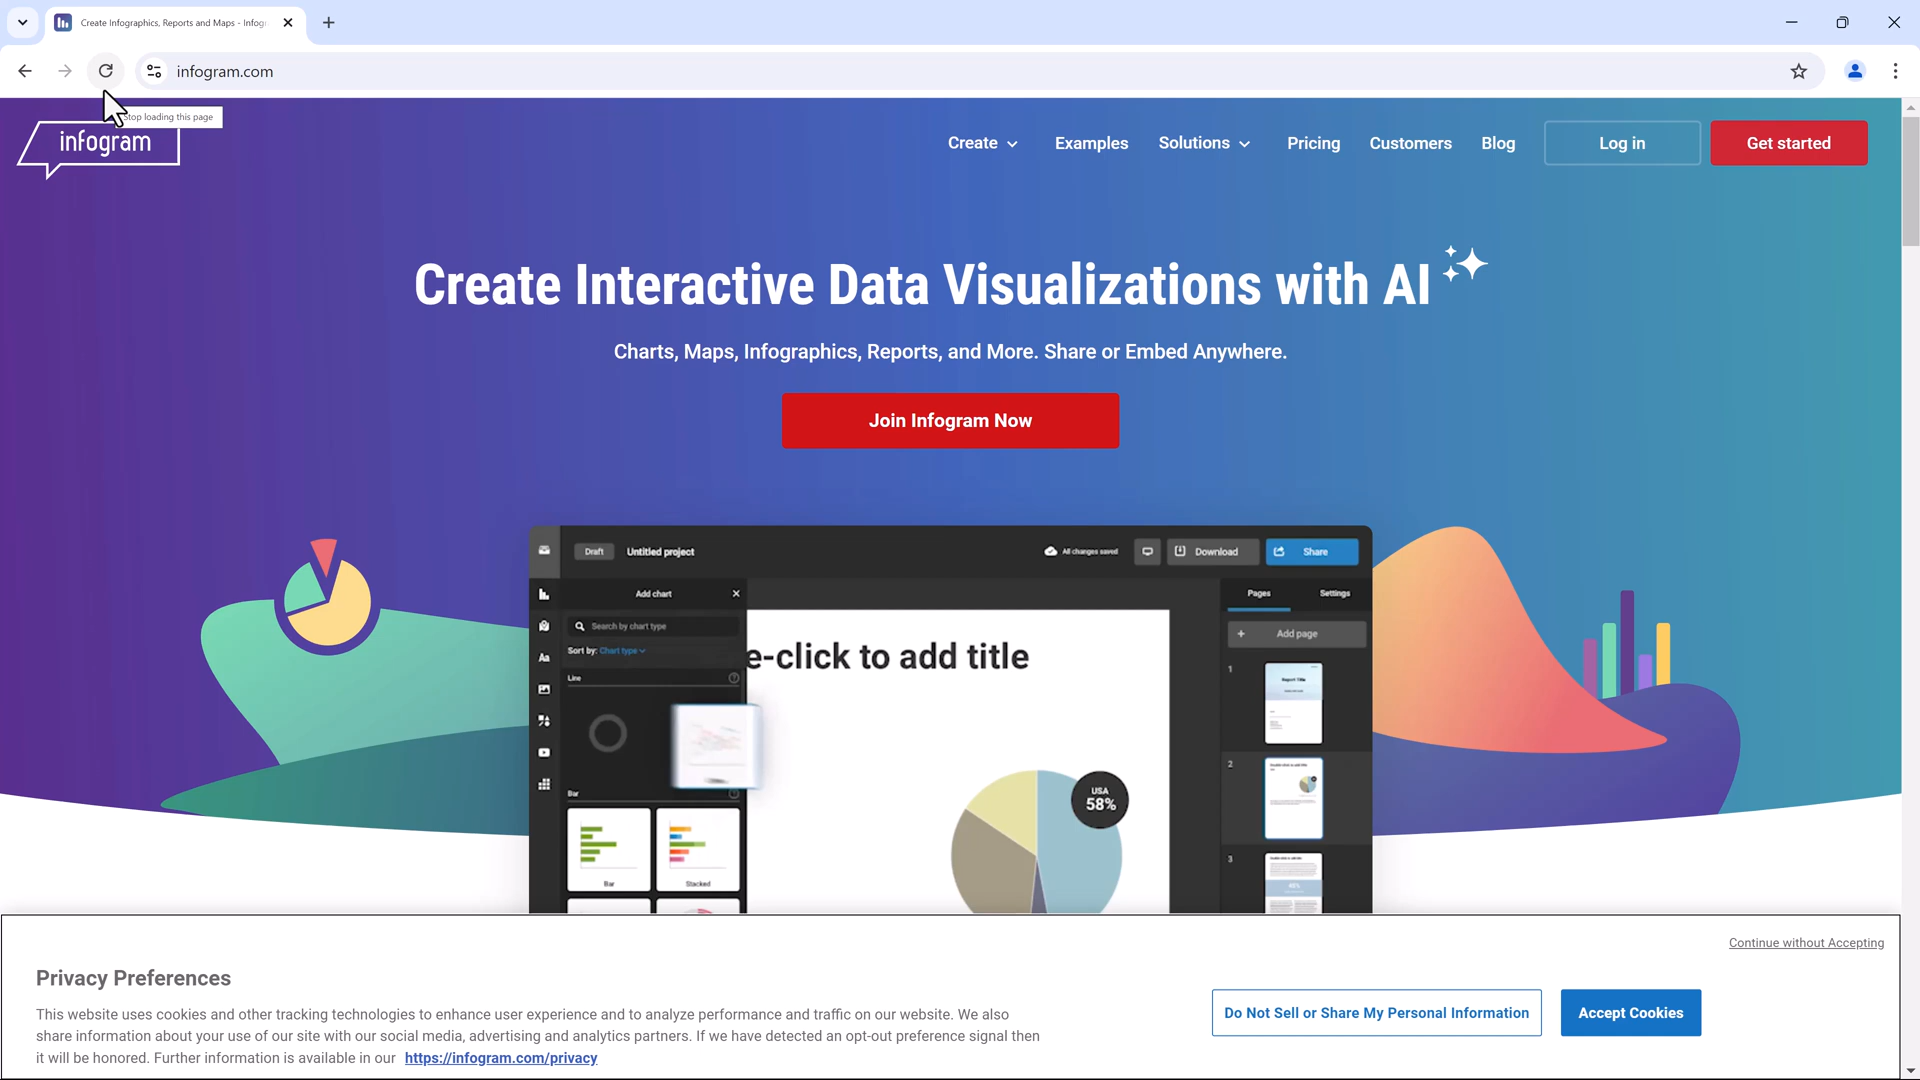 Create Infographics, Reports and Maps - Infog
infogram.com
Stop loading this page
infogram
Create
Examples
Solutions
Pricing
Customers
Blog
Log in
Get started
Create Interactive Data Visualizations with AI
Charts, Maps, Infographics, Reports, and More. Share or Embed Anywhere.
Join Infogram Now
Draft
Untitled project
All changes saved
Download
Share
Add chart
Pages
Settings
Search by chart type
Add page
Sort by: Chart type
e-click to add title
Line
1
Report Title
2
Bar
USA
58%
3
Bar
Stacked
Continue without Accepting
Privacy Preferences
This website uses cookies and other tracking technologies to enhance user experience and to analyze performance and traffic on our website. We also
share information about your use of our site with our social media, advertising and analytics partners. If we have detected an opt-out preference signal then
it will be honored. Further information is available in our https://infogram.com/privacy
Do Not Sell or Share My Personal Information
Accept Cookies